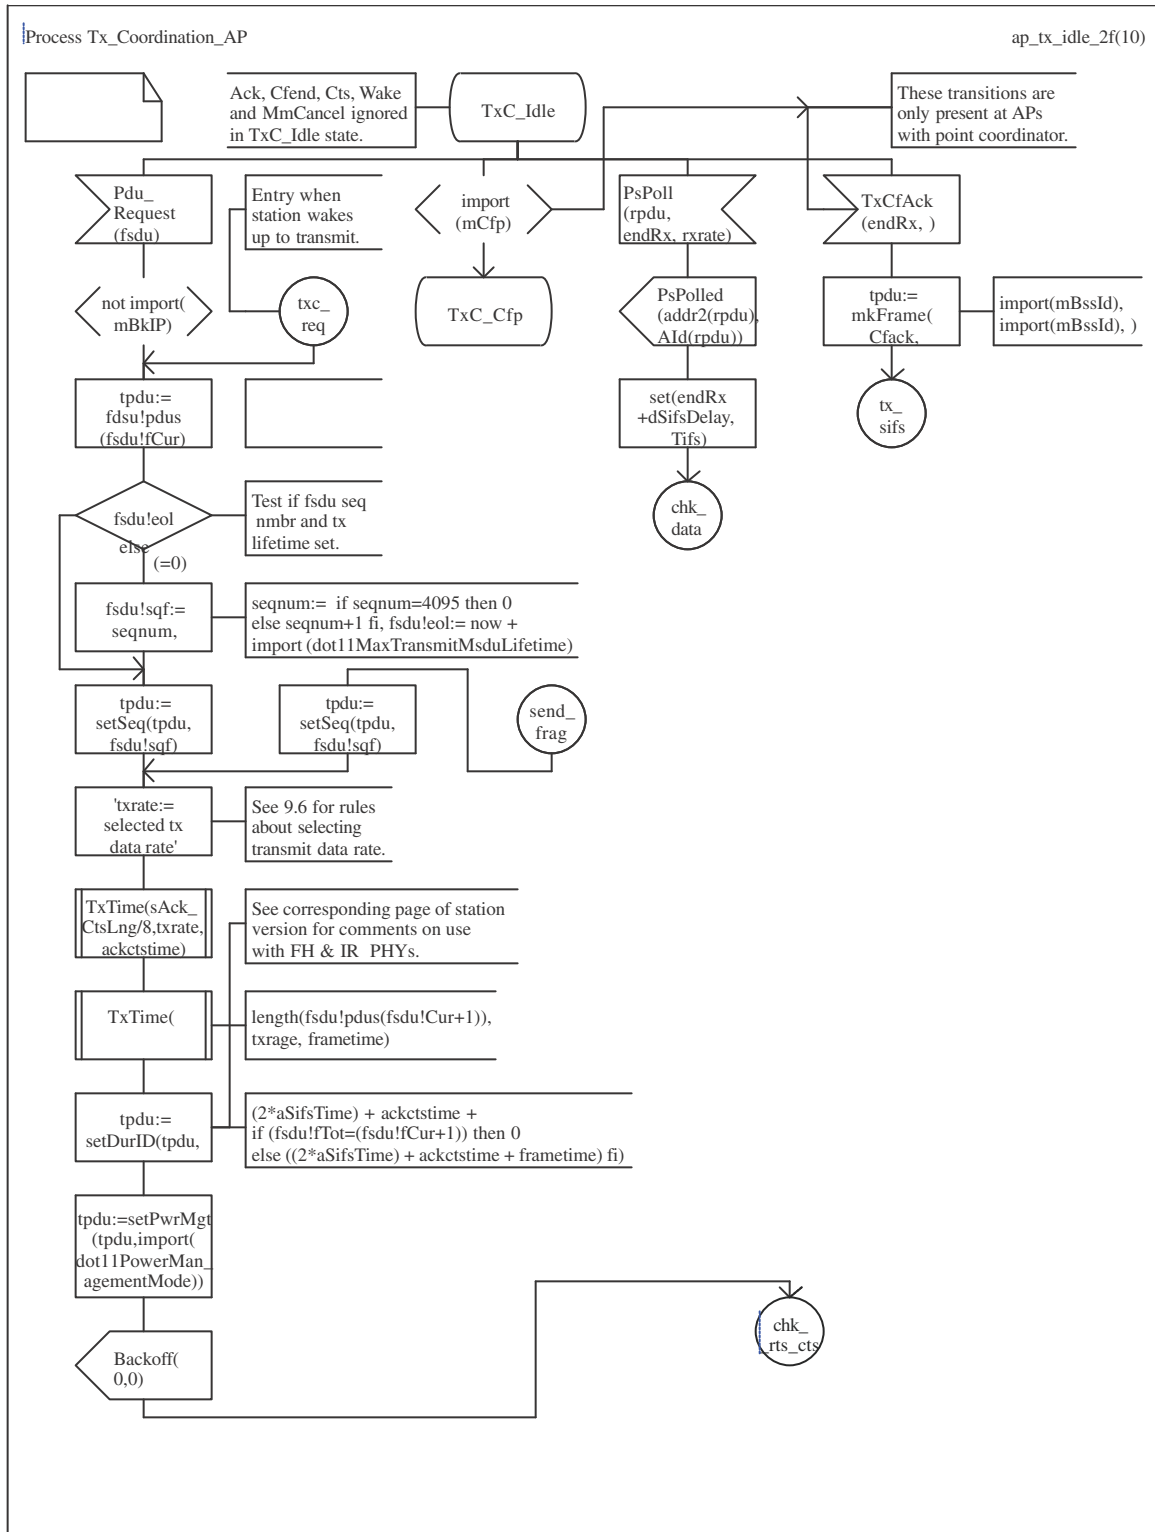 Process Tx_Coordination_AP
ap_tx_idle_2f(10)
Ack, Cfend, Cts, Wake
and MmCancel ignored
in TxC_Idle state.
TxC_Idle
These transitions are
only present at APs
with point coordinator.
Pdu_
Request
(fsdu)
Entry when
station wakes
up to transmit.
import
(mCfp)
PsPoll
(rpdu,
endRx, rxrate)
TxCfAck
(endRx, )
not import(
mBkIP)
txc_
req
TxC_Cfp
PsPolled
(addr2(rpdu),
AId(rpdu))
tpdu:=
mkFrame(
Cfack,
import(mBssId),
import(mBssId), )
tpdu:=
fdsu!pdus
(fsdu!fCur)
set(endRx
+dSifsDelay,
Tifs)
tx_
sifs
fsdu!eol
else
(=0)
Test if fsdu seq
nmbr and tx
lifetime set.
chk_
data
fsdu!sqf:=
seqnum,
seqnum:=  if seqnum=4095 then 0
else seqnum+1 fi, fsdu!eol:= now +
import (dot11MaxTransmitMsduLifetime)
tpdu:=
setSeq(tpdu,
fsdu!sqf)
tpdu:=
setSeq(tpdu,
fsdu!sqf)
send_
frag
'txrate:=
selected tx
data rate'
See 9.6 for rules
about selecting
transmit data rate.
TxTime(sAck_
CtsLng/8,txrate,
ackctstime)
See corresponding page of station
version for comments on use
with FH & IR  PHYs.
TxTime(
length(fsdu!pdus(fsdu!Cur+1)),
txrage, frametime)
tpdu:=
setDurID(tpdu,
(2*aSifsTime) + ackctstime +
if (fsdu!fTot=(fsdu!fCur+1)) then 0
else ((2*aSifsTime) + ackctstime + frametime) fi)
tpdu:=setPwrMgt
(tpdu,import(
dot11PowerMan_
agementMode))
Backoff(
0,0)
chk_
_rts_cts